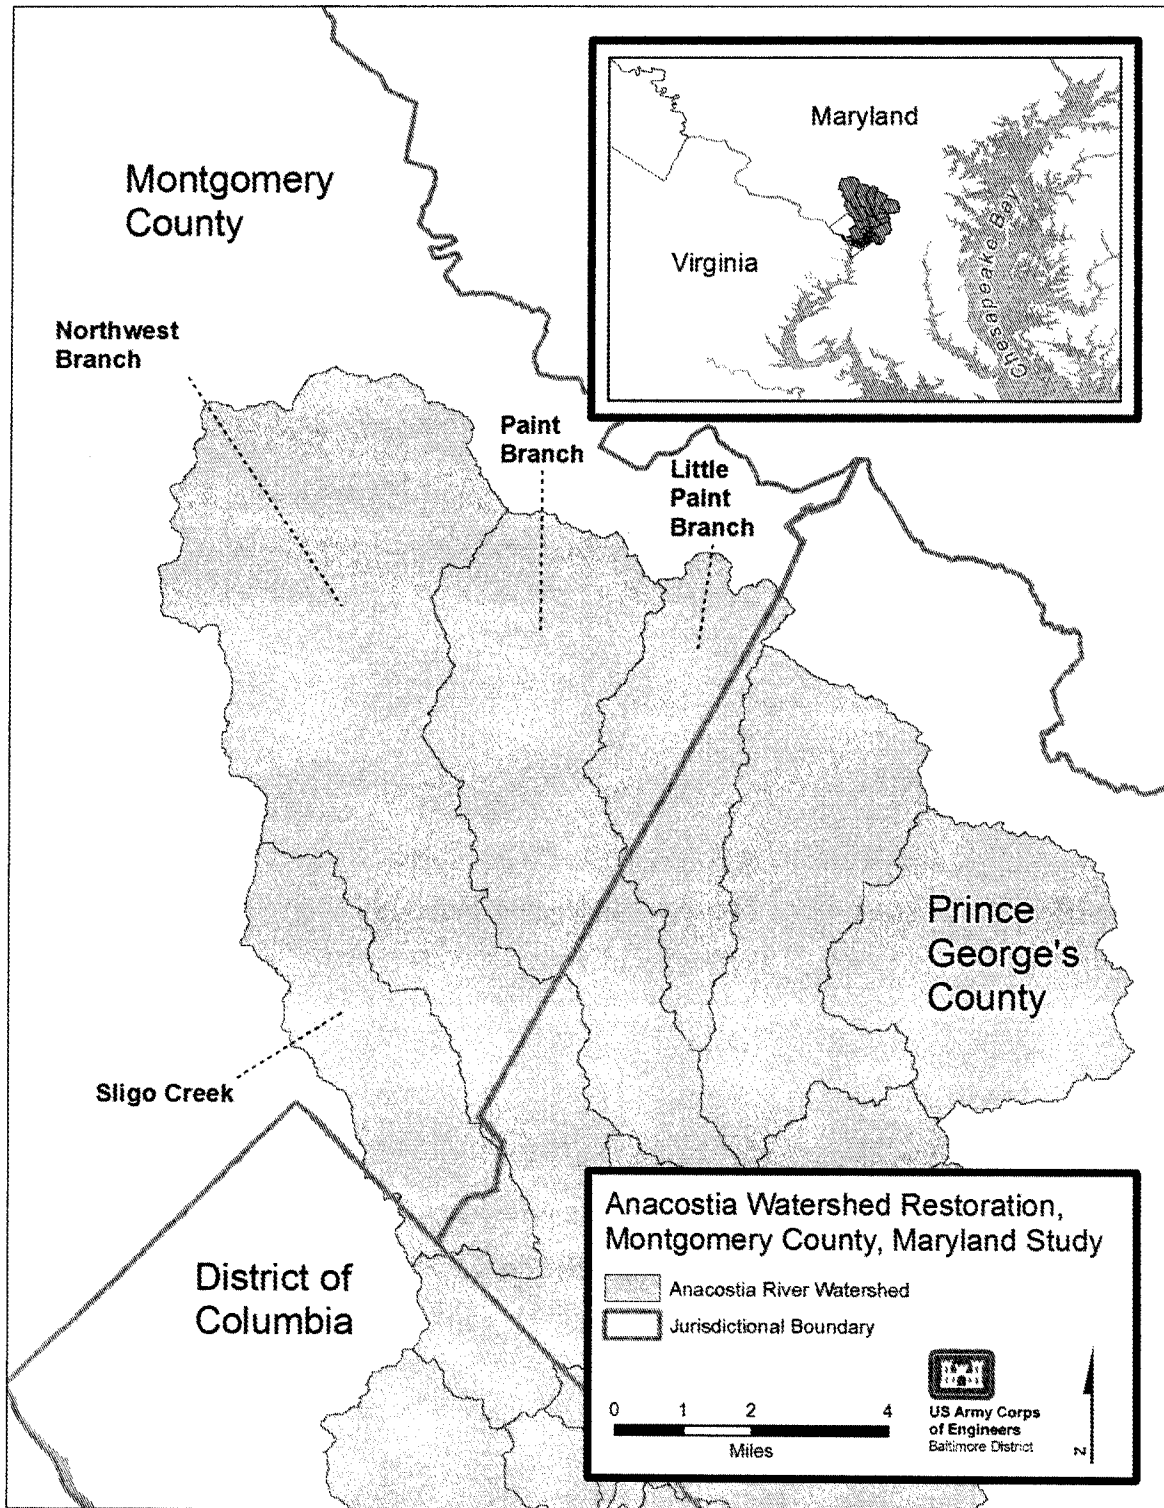 Maryland
Virginia
Chesapeake Bay
Montgomery
County
Northwest
Branch
Paint
Branch
Little
Paint
Branch
Prince
George's
County
Sligo Creek
District of
Columbia
Anacostia Watershed Restoration,
Montgomery County, Maryland Study
Anacostia River Watershed
Jurisdictional Boundary
0 1 2 4
Miles
US Army Corps
of Engineers
Baltimore District
N